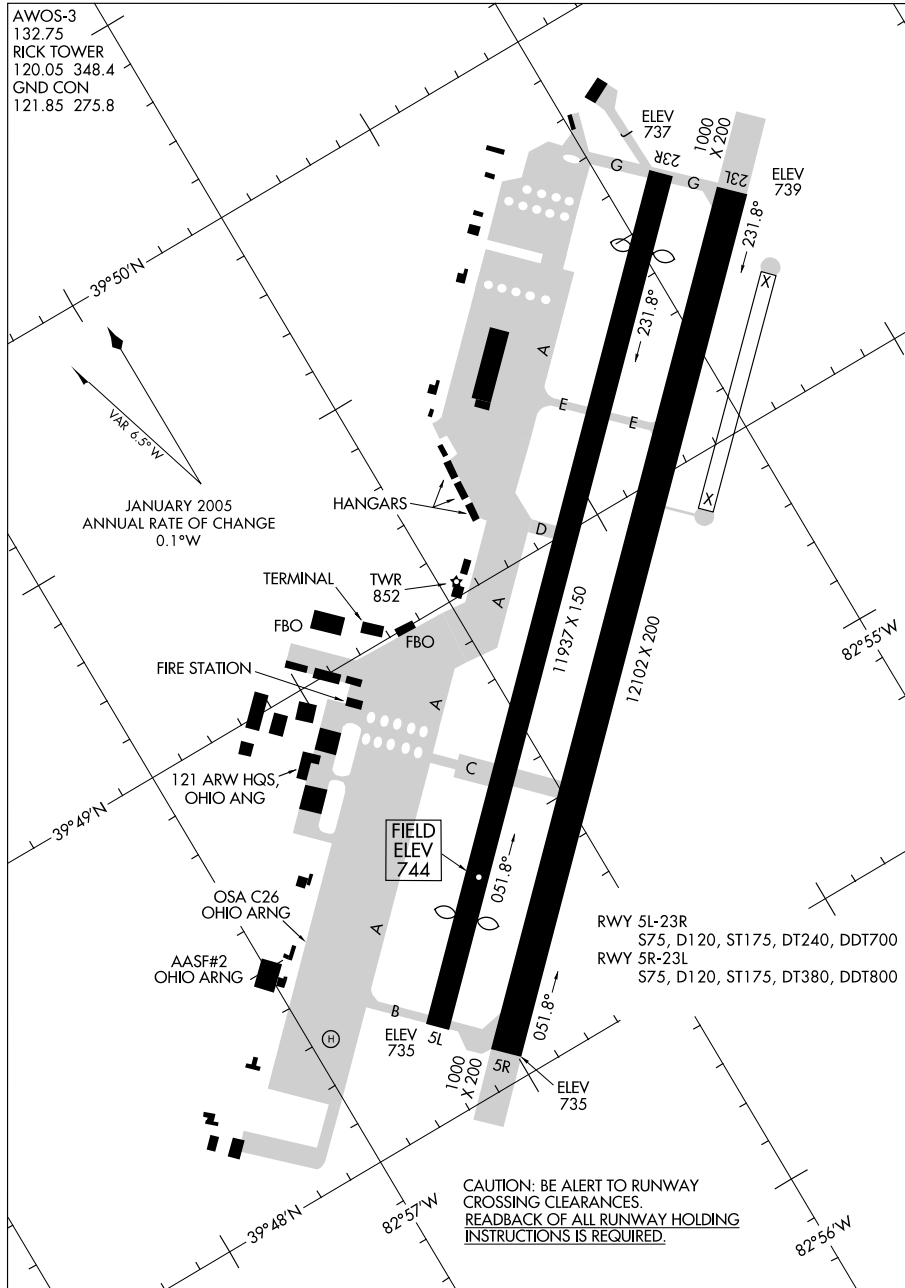 AWOS-3
132.75
RICK TOWER
120.05 348.4
GND CON
121.85 275.8
ELEV
737
J
1000
X 200
23R
G
G
23L
ELEV
739
231.8°
39°50'N
X
231.8°
A
VAR 6.5° W
E
E
JANUARY 2005
ANNUAL RATE OF CHANGE
0.1°W
HANGARS
X
D
TERMINAL
TWR
852
A
FBO
FBO
11937 X 150
12102 X 200
82°55'W
FIRE STATION
A
C
121 ARW HQS,
OHIO ANG
39°49'N
FIELD
ELEV
744
051.8°
OSA C26
OHIO ARNG
A
RWY 5L-23R
S75, D120, ST175, DT240, DDT700
RWY 5R-23L
S75, D120, ST175, DT380, DDT800
AASF#2
OHIO ARNG
051.8°
B
H
ELEV
735
5L
1000
X 200
5R
ELEV
735
CAUTION: BE ALERT TO RUNWAY
CROSSING CLEARANCES.
READBACK OF ALL RUNWAY HOLDING
INSTRUCTIONS IS REQUIRED.
39°48'N
82°57'W
82°56'W